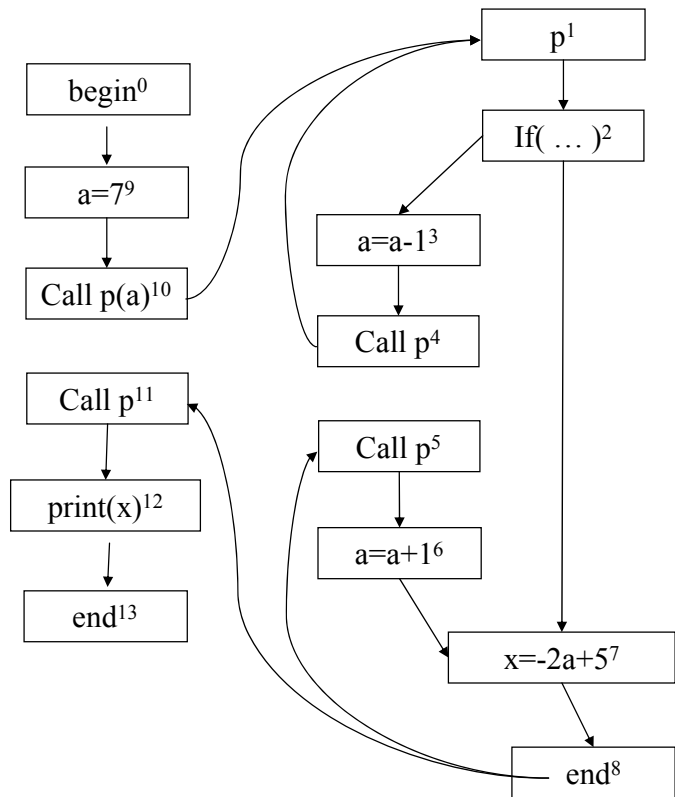 begin⁰
a=7⁹
Call p(a)¹⁰
Call p¹¹
print(x)¹²
end¹³
p¹
If( … )²
a=a-1³
Call p⁴
Call p⁵
a=a+1⁶
x=-2a+5⁷
end⁸